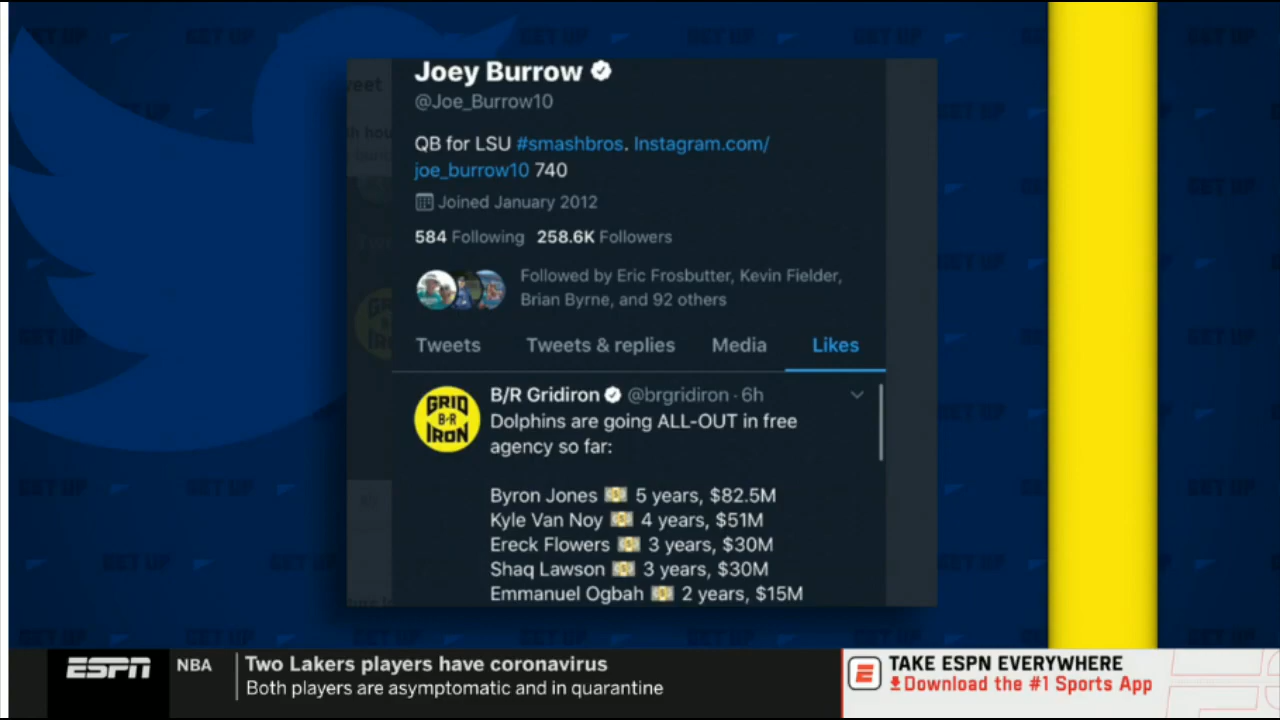 Joey Burrow
@Joe_Burrow10
QB for LSU #smashbros. Instagram.com/
joe_burrow10 740
Joined January 2012
584 Following 258.6K Followers
Followed by Eric Frosbutter, Kevin Fielder,
Brian Byrne, and 92 others
Tweets Tweets & replies Media Likes
GRID
B/R
IRON
B/R Gridiron @brgridiron · 6h
Dolphins are going ALL-OUT in free
agency so far:
Byron Jones 💴 5 years, $82.5M
Kyle Van Noy 💴 4 years, $51M
Ereck Flowers 💴 3 years, $30M
Shaq Lawson 💴 3 years, $30M
Emmanuel Ogbah 💴 2 years, $15M
GET UP
ESPN NBA Two Lakers players have coronavirus
Both players are asymptomatic and in quarantine
E TAKE ESPN EVERYWHERE
Download the #1 Sports App